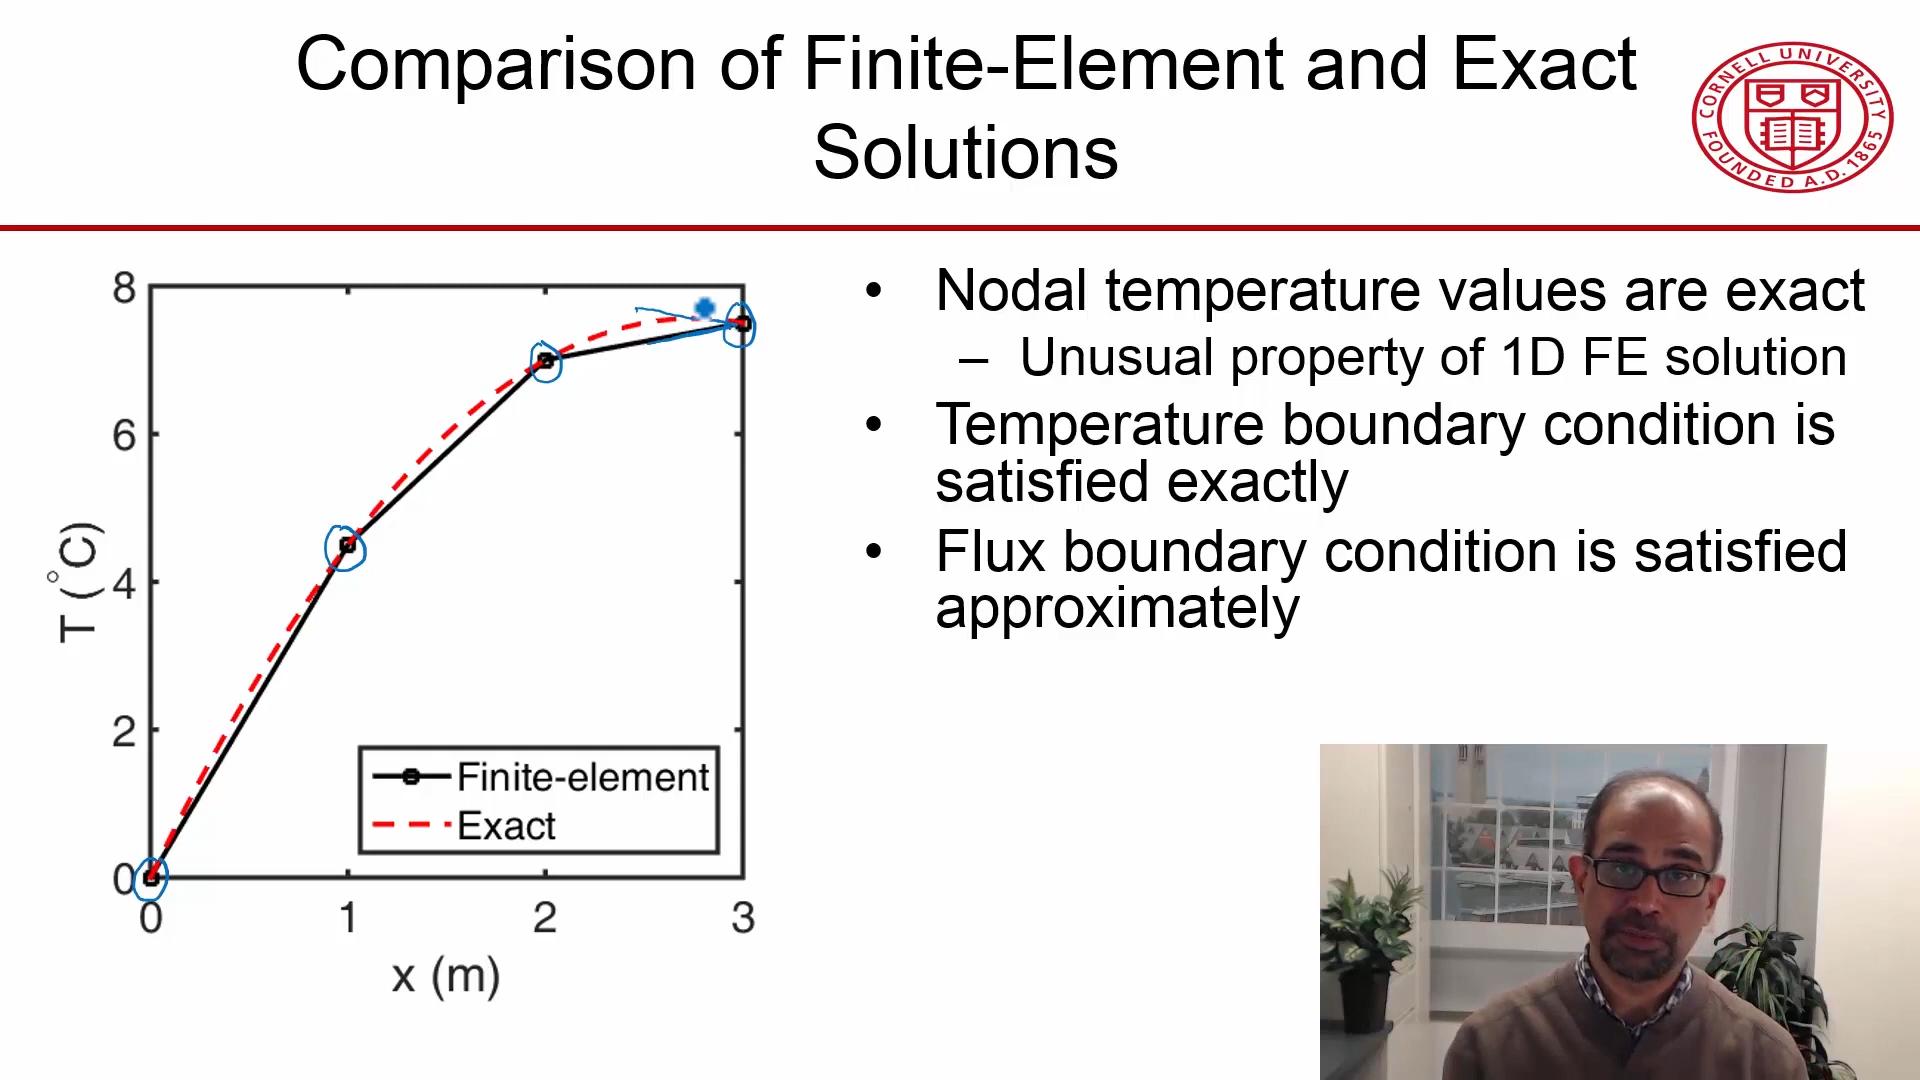 Comparison of Finite-Element and Exact
Solutions
CORNELL UNIVERSITY
FOUNDED A.D. 1865
8
6
4
2
0
T (°C)
0 1 2 3
x (m)
Finite-element
Exact
• Nodal temperature values are exact
– Unusual property of 1D FE solution
• Temperature boundary condition is
satisfied exactly
• Flux boundary condition is satisfied
approximately